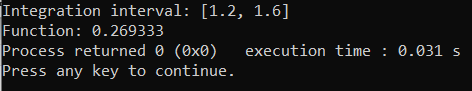 Integration interval: [1.2, 1.6]
Function: 0.269333
Process returned 0 (0x0)   execution time : 0.031 s
Press any key to continue.